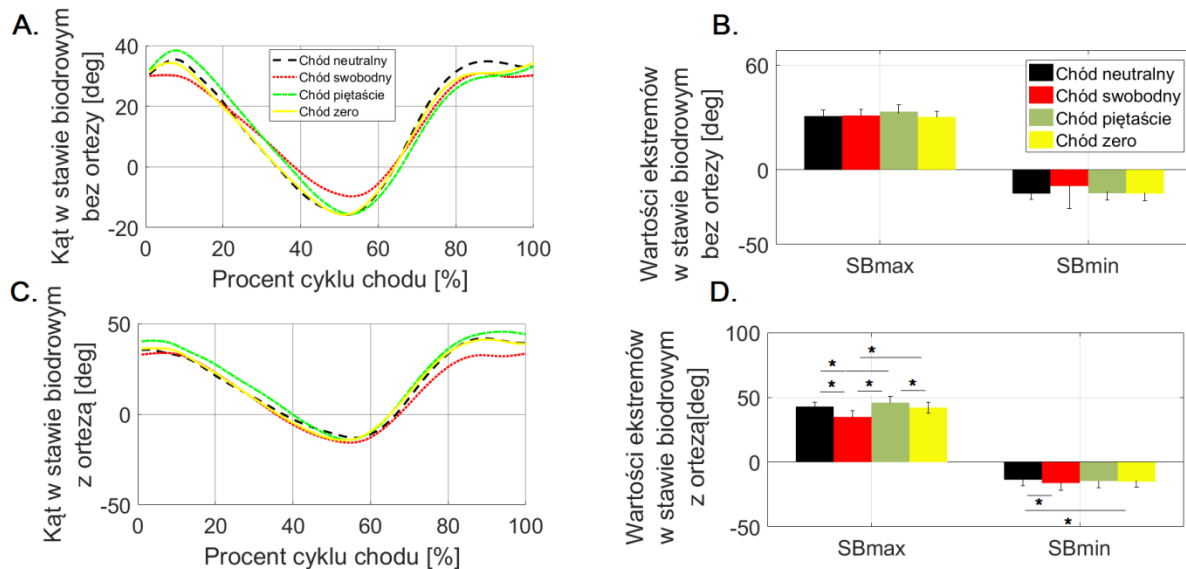 A.
Kąt w stawie biodrowym
bez ortezy [deg]
40
20
0
-20
Chód neutralny
Chód swobodny
Chód piętaście
Chód zero
0 20 40 60 80 100
Procent cyklu chodu [%]
B.
Wartości ekstremów
w stawie biodrowym
bez ortezy [deg]
60
0
-50
Chód neutralny
Chód swobodny
Chód piętaście
Chód zero
SBmax SBmin
C.
Kąt w stawie biodrowym
z ortezą [deg]
50
0
-50
0 20 40 60 80 100
Procent cyklu chodu [%]
D.
Wartości ekstremów
w stawie biodrowym
z ortezą[deg]
100
50
0
-50
* *
* * *
*
*
SBmax SBmin